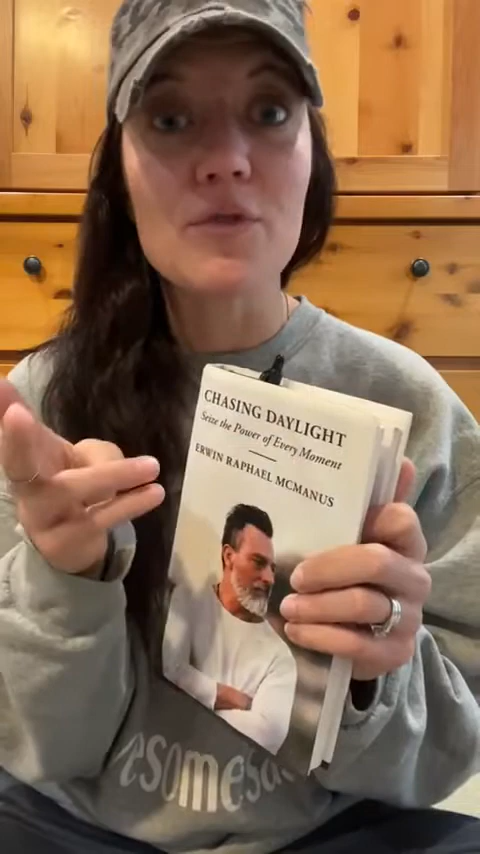 CHASING DAYLIGHT
Seize the Power of Every Moment
ERWIN RAPHAEL MCMANUS